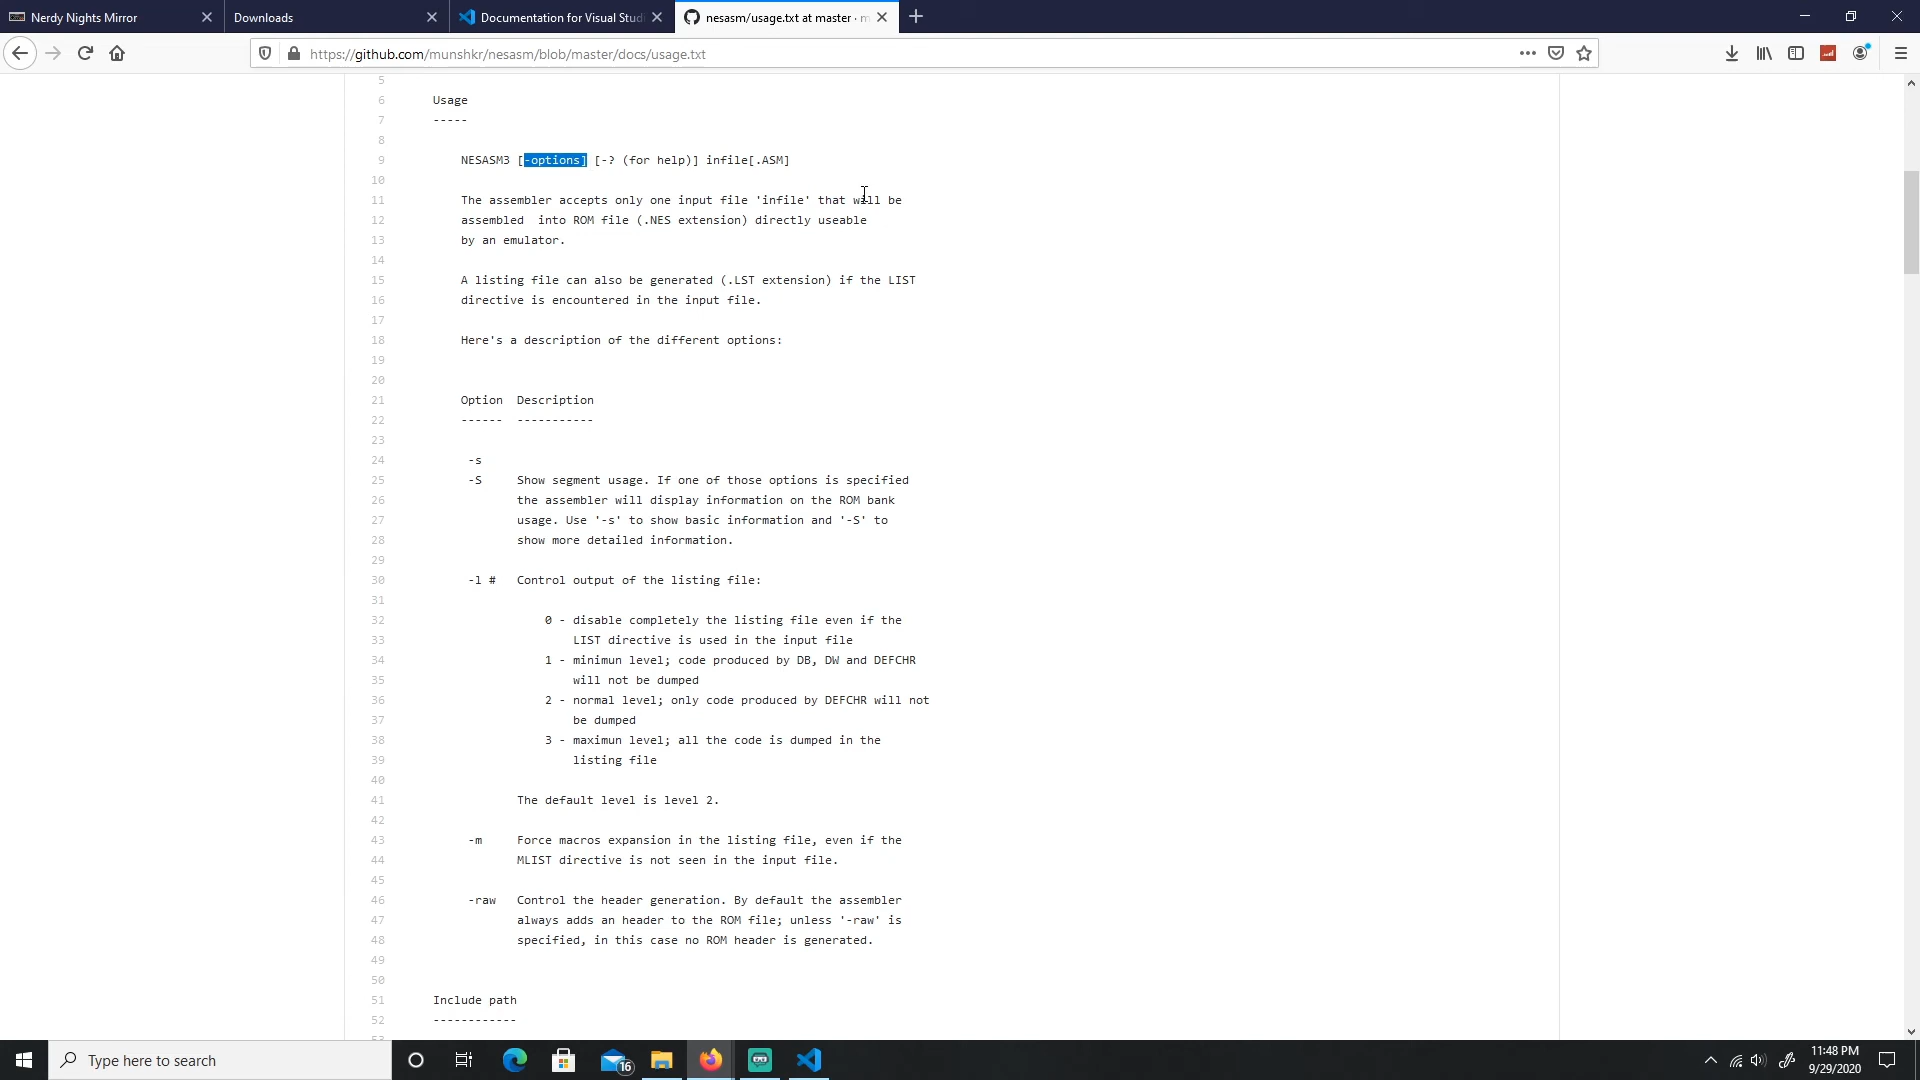 Nerdy Nights Mirror
Downloads
Documentation for Visual Stud
nesasm/usage.txt at master · m
https://github.com/munshkr/nesasm/blob/master/docs/usage.txt
5
6 Usage
7 -----
8
9 NESASM3 [-options] [-? (for help)] infile[.ASM]
10
11 The assembler accepts only one input file 'infile' that will be
12 assembled  into ROM file (.NES extension) directly useable
13 by an emulator.
14
15 A listing file can also be generated (.LST extension) if the LIST
16 directive is encountered in the input file.
17
18 Here's a description of the different options:
19
20
21 Option  Description
22 ------  -----------
23
24 -s
25 -S Show segment usage. If one of those options is specified
26 the assembler will display information on the ROM bank
27 usage. Use '-s' to show basic information and '-S' to
28 show more detailed information.
29
30 -l # Control output of the listing file:
31
32 0 - disable completely the listing file even if the
33 LIST directive is used in the input file
34 1 - minimun level; code produced by DB, DW and DEFCHR
35 will not be dumped
36 2 - normal level; only code produced by DEFCHR will not
37 be dumped
38 3 - maximun level; all the code is dumped in the
39 listing file
40
41 The default level is level 2.
42
43 -m Force macros expansion in the listing file, even if the
44 MLIST directive is not seen in the input file.
45
46 -raw Control the header generation. By default the assembler
47 always adds an header to the ROM file; unless '-raw' is
48 specified, in this case no ROM header is generated.
49
50
51 Include path
52 ------------
53
Type here to search
16
11:48 PM
9/29/2020